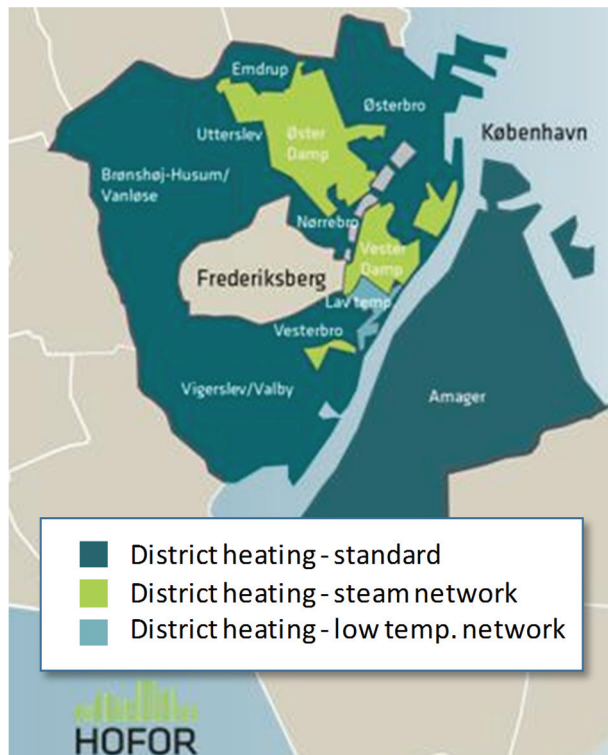 Emdrup
Østerbro
København
Utterslev
Øster
Damp
Brønshøj-Husum/
Vanløse
Nørrebro
Vester
Damp
Frederiksberg
Lav temp.
Vesterbro
Vigerslev/Valby
Amager
District heating - standard
District heating - steam network
District heating - low temp. network
HOFOR